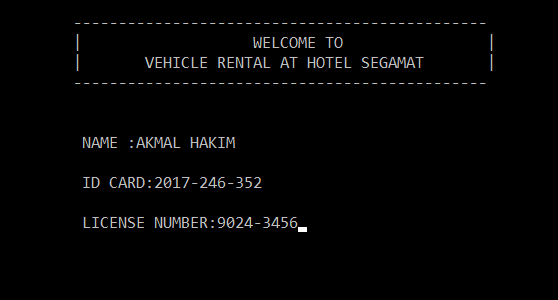 ----------------------------------------------
| WELCOME TO |
| VEHICLE RENTAL AT HOTEL SEGAMAT |
----------------------------------------------
NAME :AKMAL HAKIM
ID CARD:2017-246-352
LICENSE NUMBER:9024-3456